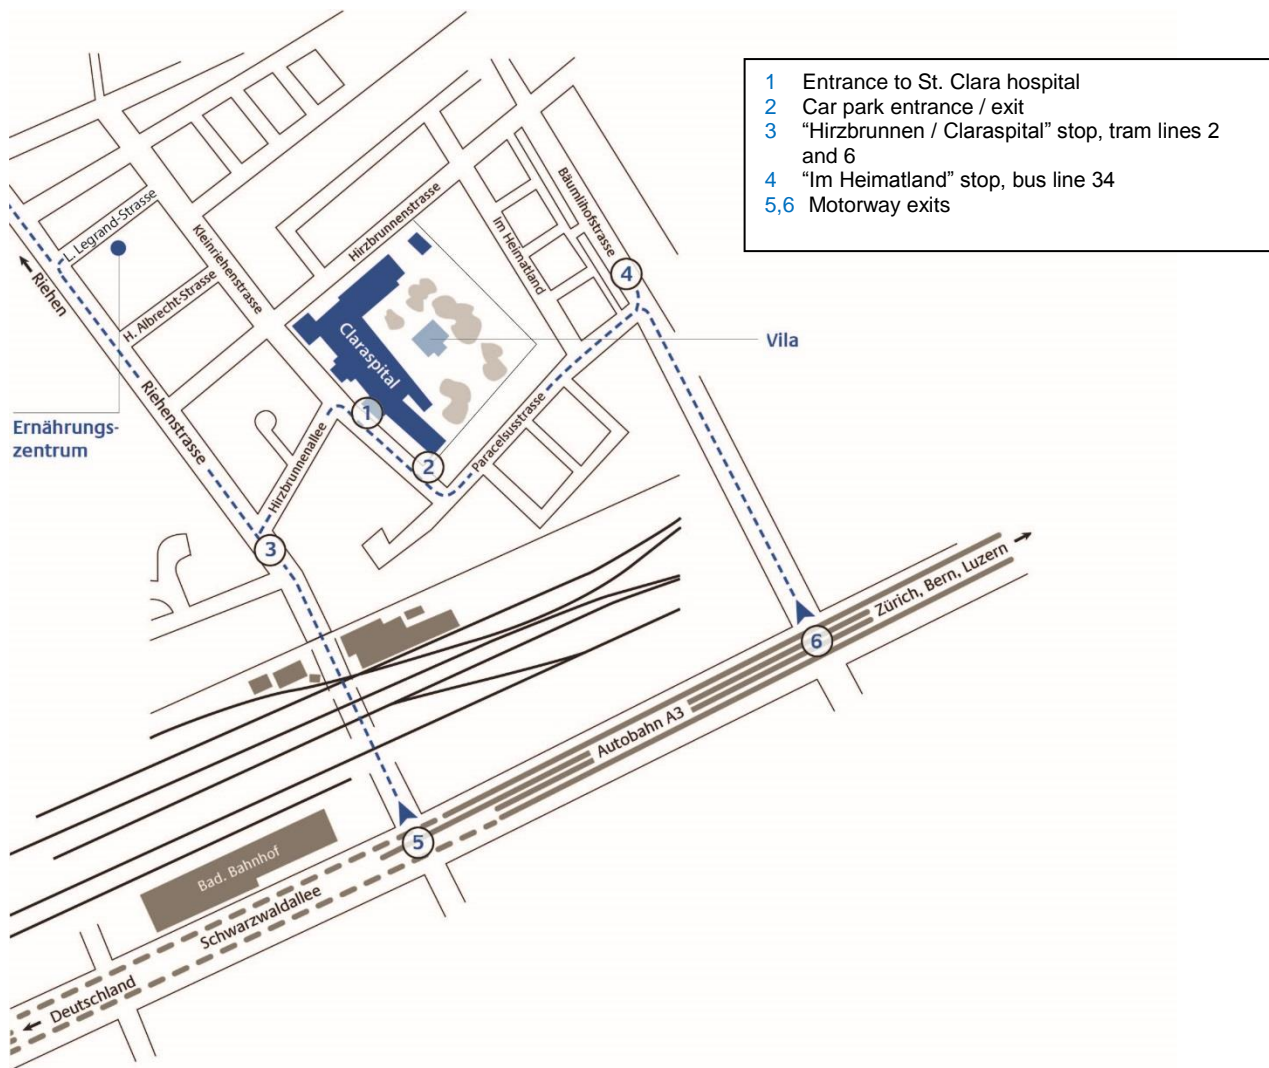 1 Entrance to St. Clara hospital
2 Car park entrance / exit
3 “Hirzbrunnen / Claraspital” stop, tram lines 2
and 6
4 “Im Heimatland” stop, bus line 34
5,6 Motorway exits
L. Legrand-Strasse
Kleinriehenstrasse
Hirzbrunnenstrasse
Im Heimatland
Bäumlihofstrasse
4
Riehen
H. Albrecht-Strasse
Claraspital
Vila
Riehenstrasse
1
Ernährungs-
zentrum
Hirzbrunnenallee
2
Paracelsusstrasse
3
Zürich, Bern, Luzern
6
Autobahn A3
5
Bad. Bahnhof
Schwarzwaldallee
Deutschland